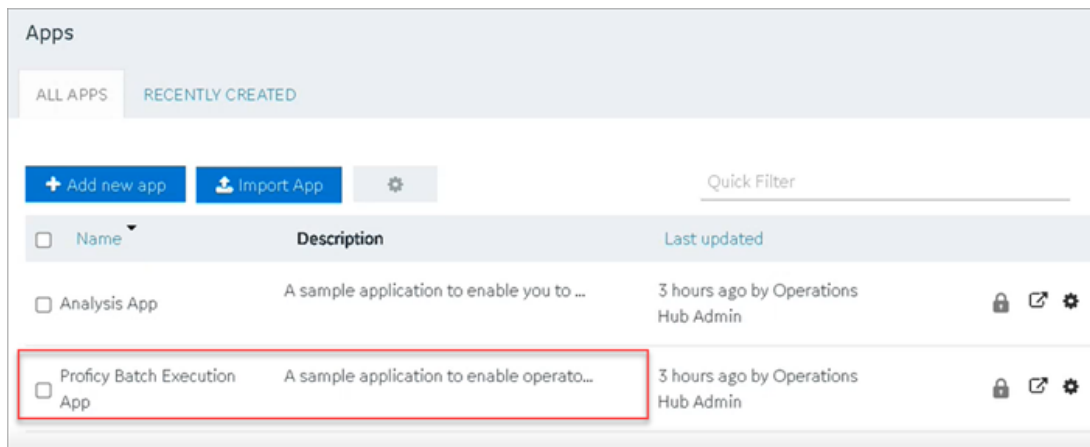 Apps
ALL APPS RECENTLY CREATED
Add new app Import App Quick Filter
Name Description Last updated
Analysis App A sample application to enable you to ... 3 hours ago by Operations
Hub Admin
Proficy Batch Execution A sample application to enable operato... 3 hours ago by Operations
App Hub Admin